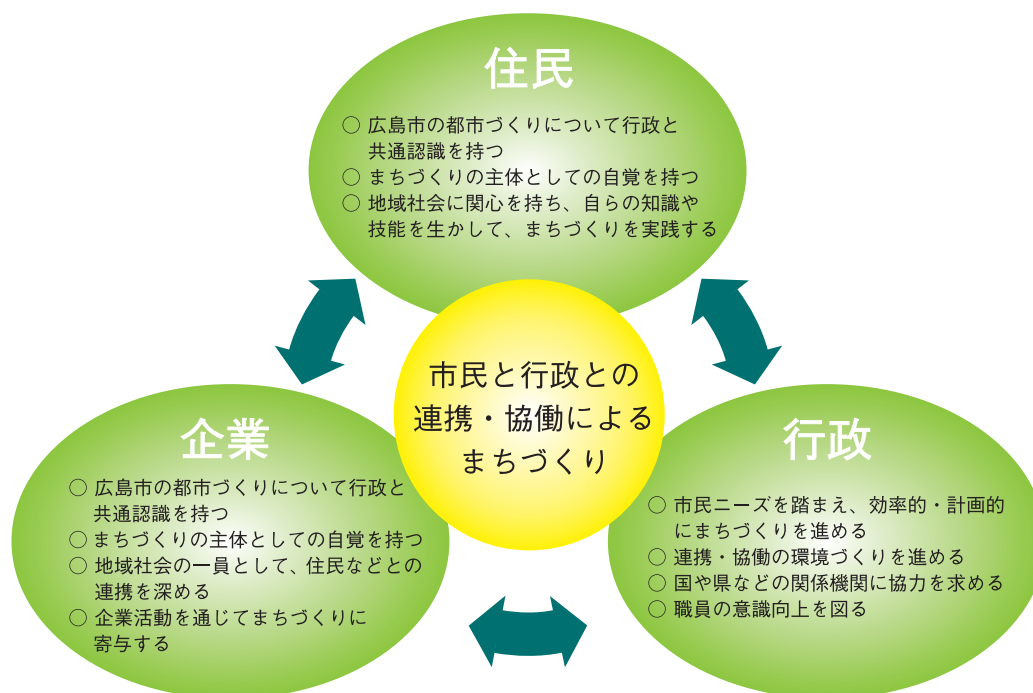 住民
○ 広島市の都市づくりについて行政と
共通認識を持つ
○ まちづくりの主体としての自覚を持つ
○ 地域社会に関心を持ち、自らの知識や
技能を生かして、まちづくりを実践する
市民と行政との
連携・協働による
まちづくり
企業
○ 広島市の都市づくりについて行政と
共通認識を持つ
○ まちづくりの主体としての自覚を持つ
○ 地域社会の一員として、住民などとの
連携を深める
○ 企業活動を通じてまちづくりに
寄与する
行政
○ 市民ニーズを踏まえ、効率的・計画的
にまちづくりを進める
○ 連携・協働の環境づくりを進める
○ 国や県などの関係機関に協力を求める
○ 職員の意識向上を図る